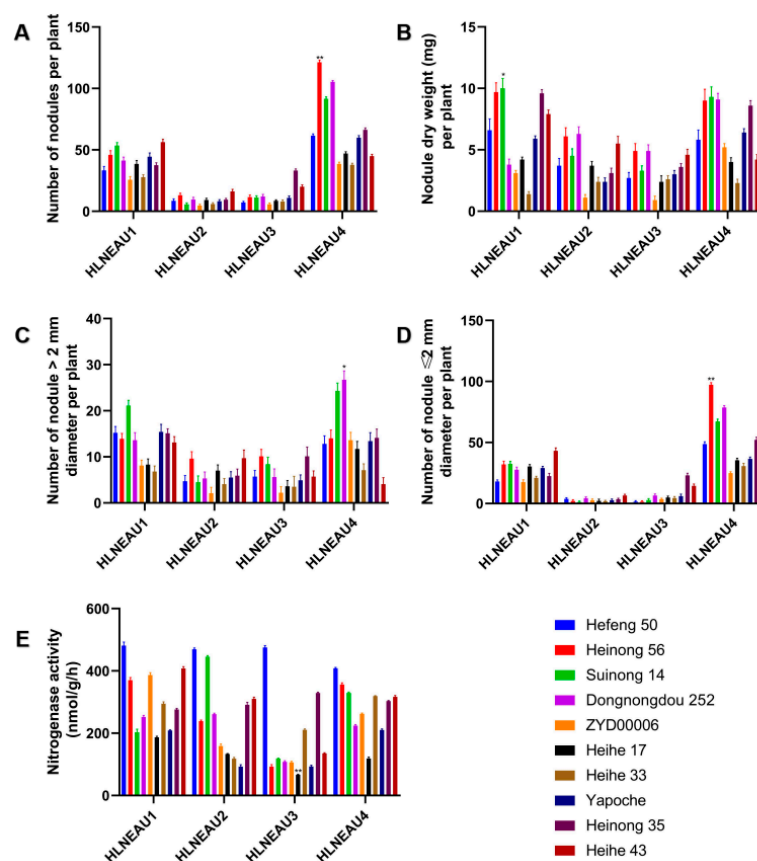 A
Number of nodules per plant
150
100
50
0
**
HLNEAU1
HLNEAU2
HLNEAU3
HLNEAU4
B
Nodule dry weight (mg)
per plant
15
10
5
0
*
HLNEAU1
HLNEAU2
HLNEAU3
HLNEAU4
C
Number of nodule > 2 mm
diameter per plant
40
30
20
10
0
*
HLNEAU1
HLNEAU2
HLNEAU3
HLNEAU4
D
Number of nodule ⩽2 mm
diameter per plant
150
100
50
0
**
HLNEAU1
HLNEAU2
HLNEAU3
HLNEAU4
E
Nitrogenase activity
(nmol/g/h)
600
400
200
0
**
HLNEAU1
HLNEAU2
HLNEAU3
HLNEAU4
Hefeng 50
Heinong 56
Suinong 14
Dongnongdou 252
ZYD00006
Heihe 17
Heihe 33
Yapoche
Heinong 35
Heihe 43